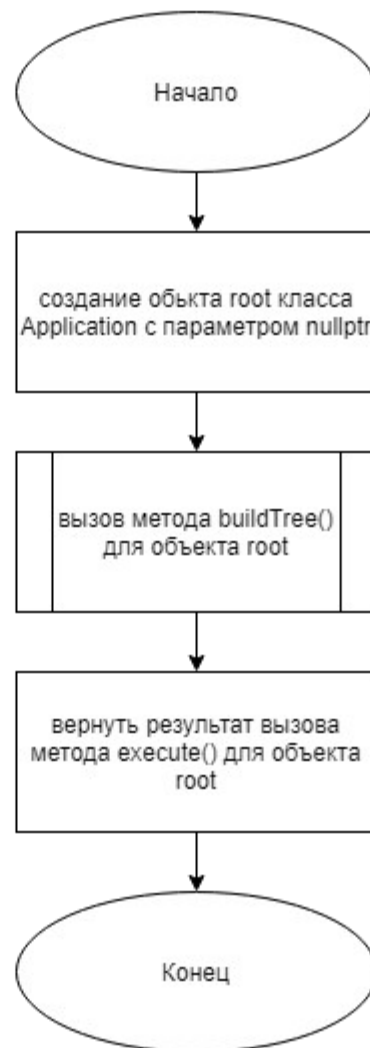 Начало
создание обькта root класса
Application с параметром nullptr
вызов метода buildTree()
для объекта root
вернуть результат вызова
метода execute() для объекта
root
Конец